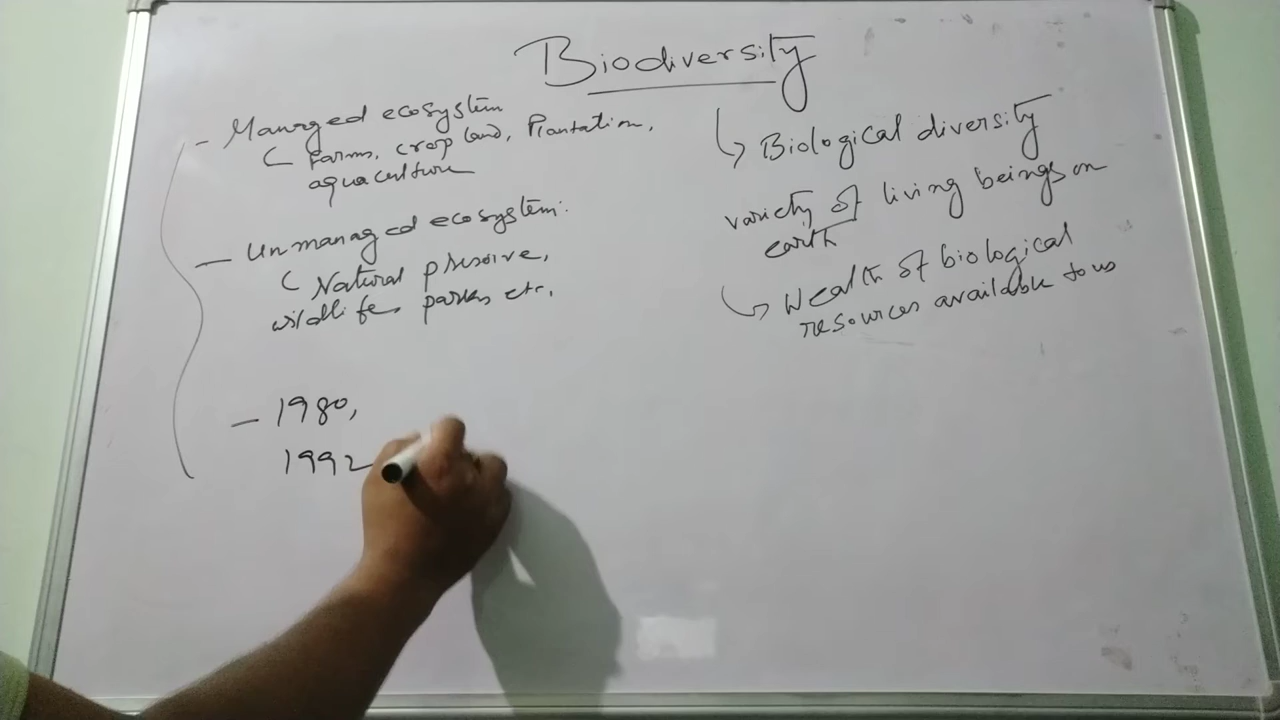 Biodiversity
- Managed ecosystem
Farms, crop land, Plantation,
aquaculture
- Unmanaged ecosystem:
Natural preserve,
wildlife parks etc,
- 1980,
1992
Biological diversity
variety of living beings on
earth
Wealth of biological
resources available to us